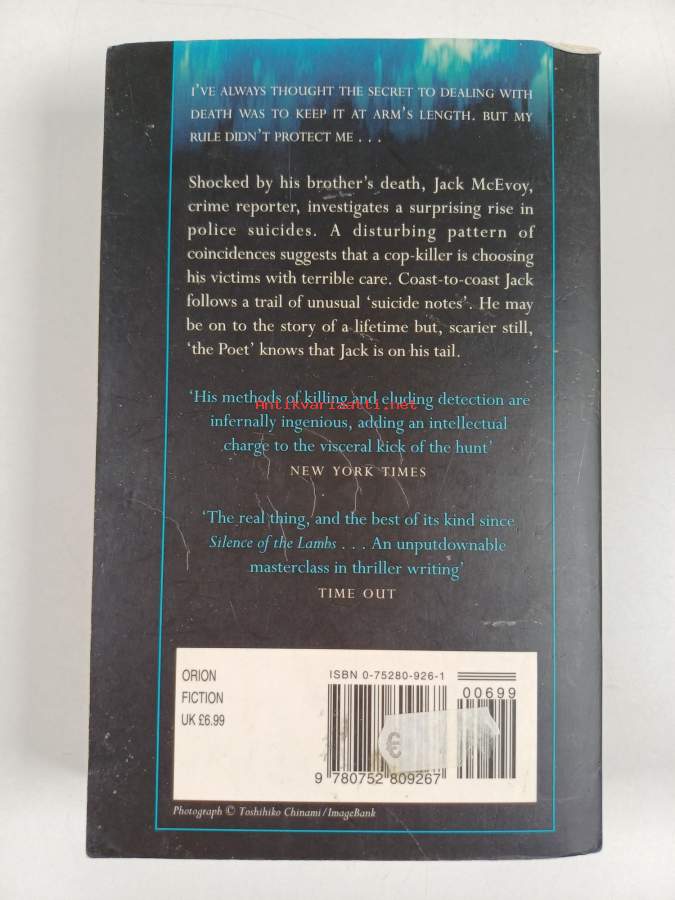 I'VE ALWAYS THOUGHT THE SECRET TO DEALING WITH
DEATH WAS TO KEEP IT AT ARM'S LENGTH. BUT MY
RULE DIDN'T PROTECT ME . . .
Shocked by his brother's death, Jack McEvoy,
crime reporter, investigates a surprising rise in
police suicides. A disturbing pattern of
coincidences suggests that a cop-killer is choosing
his victims with terrible care. Coast-to-coast Jack
follows a trail of unusual 'suicide notes'. He may
be on to the story of a lifetime but, scarier still,
'the Poet' knows that Jack is on his tail.
'His methods of killing and eluding detection are
Antikvariaatti.net
infernally ingenious, adding an intellectual
charge to the visceral kick of the hunt'
NEW YORK TIMES
'The real thing, and the best of its kind since
Silence of the Lambs . . . An unputdownable
masterclass in thriller writing'
TIME OUT
ORION
FICTION
UK £6.99
ISBN 0-75280-926-1
00699
€
9 780752 809267
Photograph © Toshihiko Chinami/ImageBank